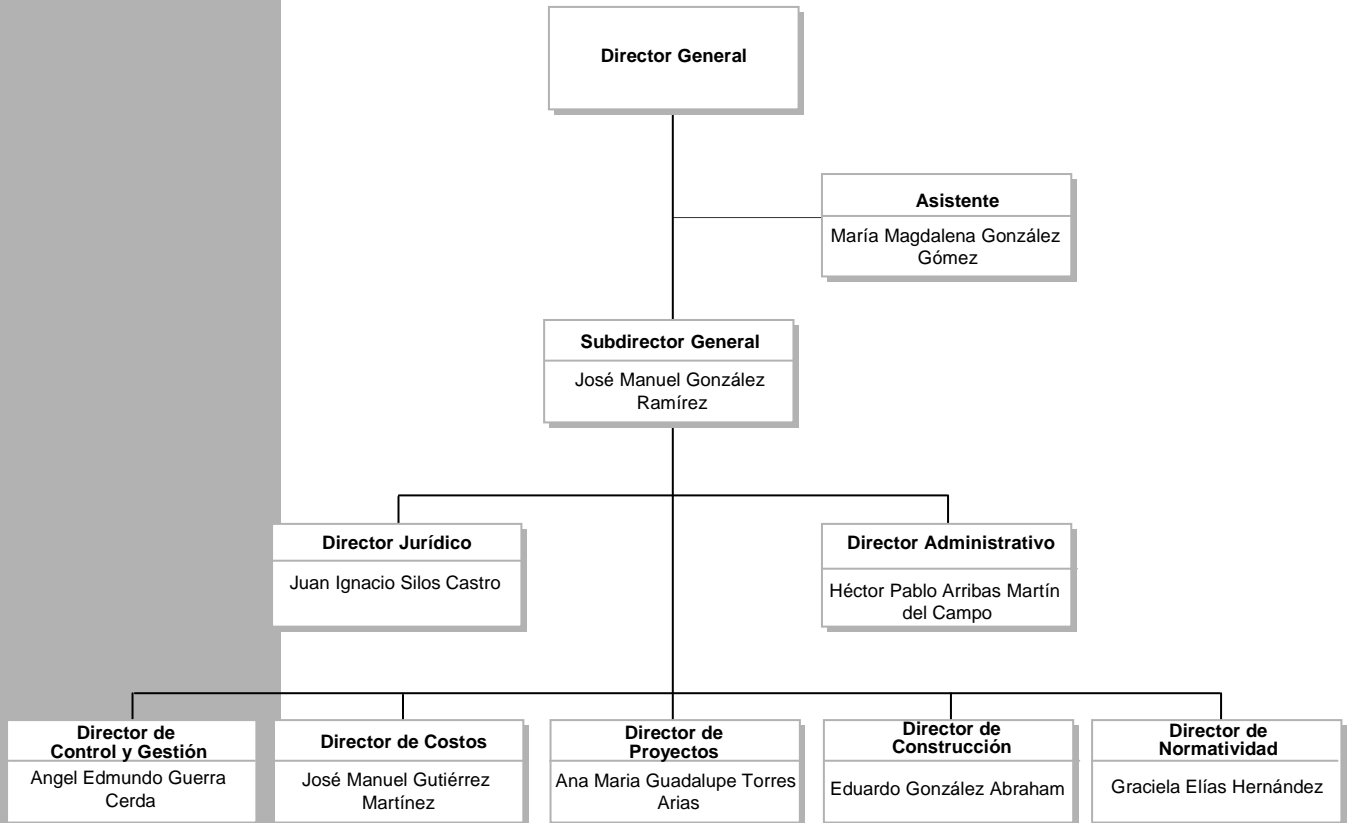 Director General
Asistente
María Magdalena González
Gómez
Subdirector General
José Manuel González
Ramírez
Director Jurídico
Juan Ignacio Silos Castro
Director Administrativo
Héctor Pablo Arribas Martín
del Campo
Director de
Control y Gestión
Angel Edmundo Guerra
Cerda
Director de Costos
José Manuel Gutiérrez
Martínez
Director de
Proyectos
Ana Maria Guadalupe Torres
Arias
Director de
Construcción
Eduardo González Abraham
Director de
Normatividad
Graciela Elías Hernández